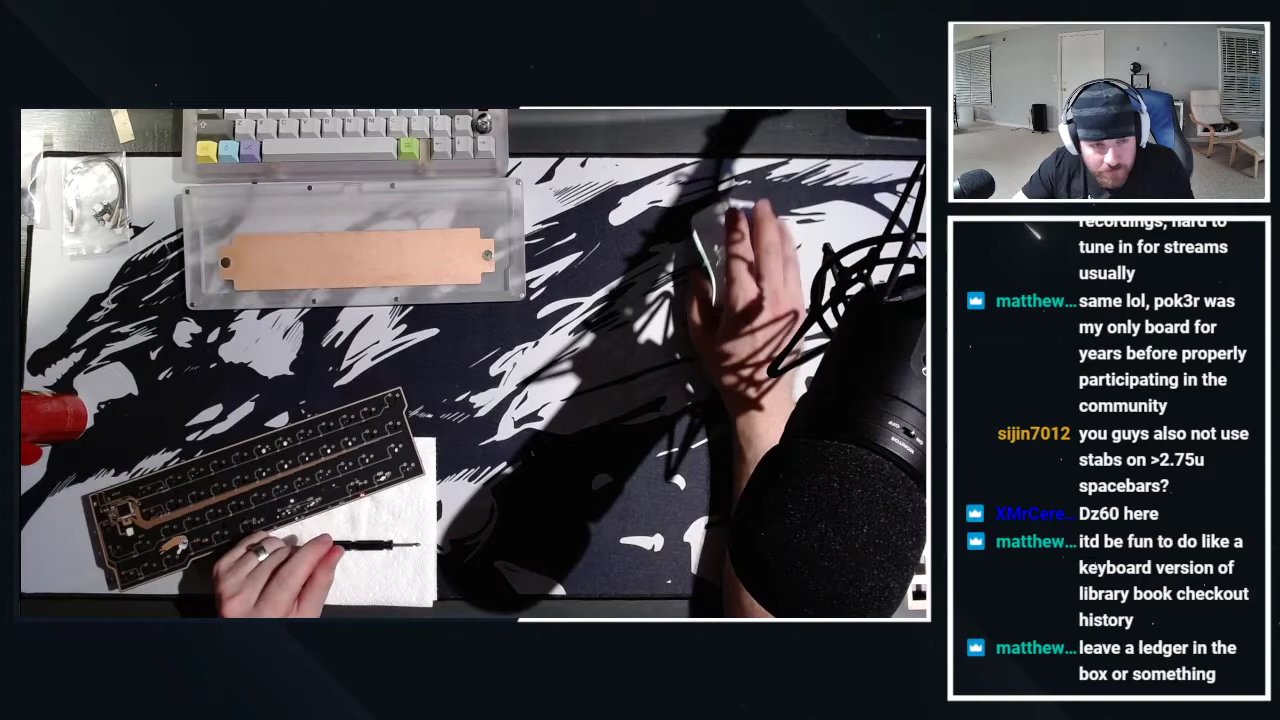 recordings, hard to
tune in for streams
usually
matthew... same lol, pok3r was
my only board for
years before properly
participating in the
community
sijin7012 you guys also not use
stabs on >2.75u
spacebars?
XMrCere... Dz60 here
matthew... itd be fun to do like a
keyboard version of
library book checkout
history
matthew... leave a ledger in the
box or something
MONITOR